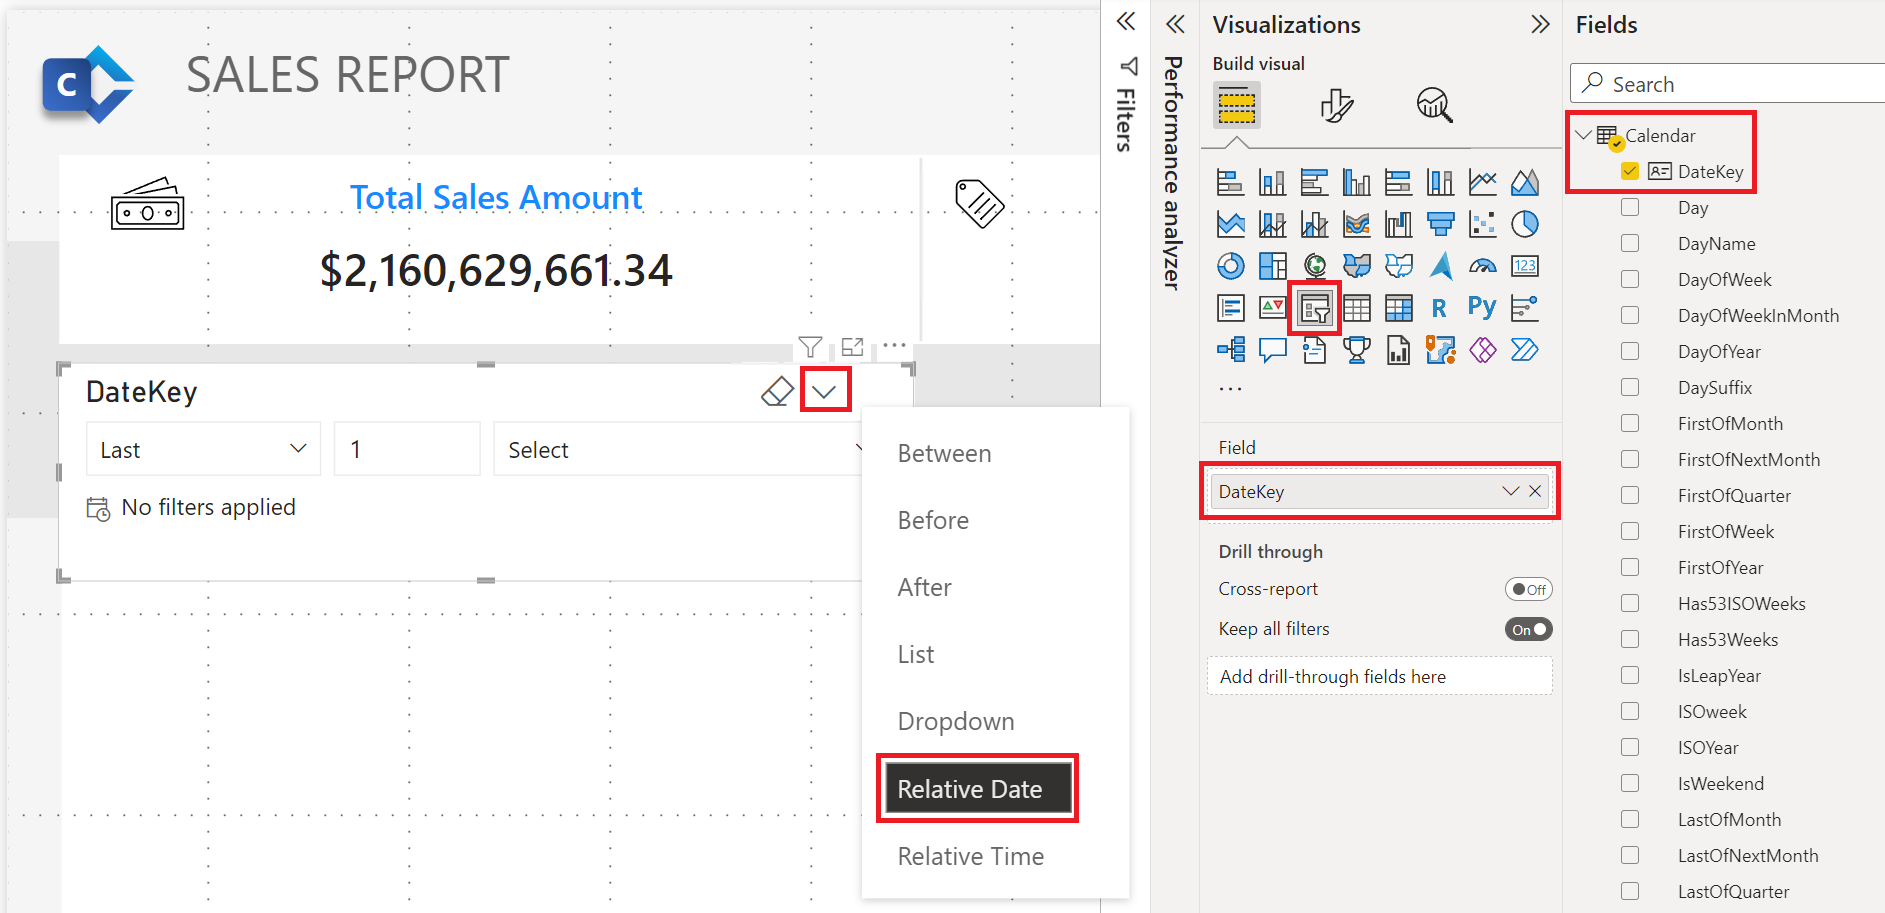 C
SALES REPORT
Total Sales Amount
$2,160,629,661.34
DateKey
Last
1
Select
No filters applied
Between
Before
After
List
Dropdown
Relative Date
Relative Time
Filters
Performance analyzer
Visualizations
Build visual
123
R
Py
Field
DateKey
Drill through
Cross-report
Off
Keep all filters
On
Add drill-through fields here
Fields
Search
Calendar
DateKey
Day
DayName
DayOfWeek
DayOfWeekInMonth
DayOfYear
DaySuffix
FirstOfMonth
FirstOfNextMonth
FirstOfQuarter
FirstOfWeek
FirstOfYear
Has53ISOWeeks
Has53Weeks
IsLeapYear
ISOweek
ISOYear
IsWeekend
LastOfMonth
LastOfNextMonth
LastOfQuarter